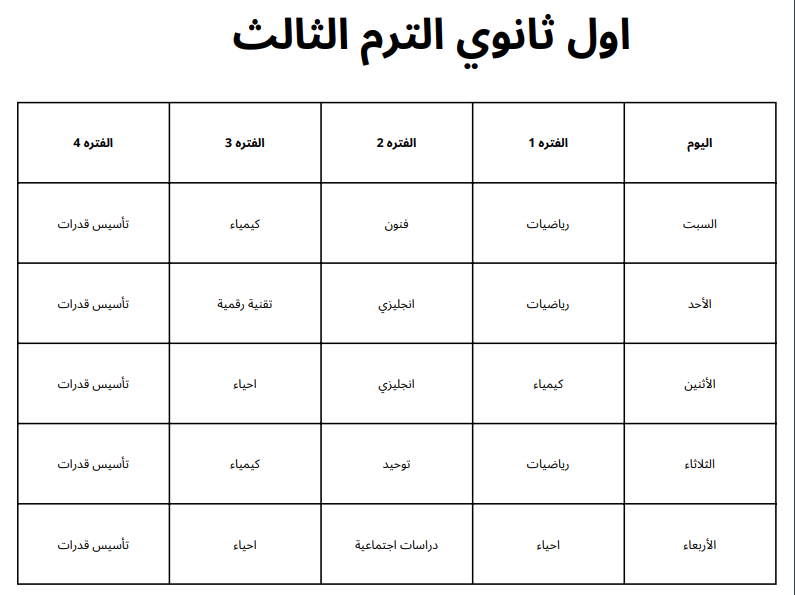 اول ثانوي الترم الثالث
اليوم الفتره 1 الفتره 2 الفتره 3 الفتره 4
السبت رياضيات فنون كيمياء تأسيس قدرات
الأحد رياضيات انجليزي تقنية رقمية تأسيس قدرات
الأثنين كيمياء انجليزي احياء تأسيس قدرات
الثلاثاء رياضيات توحيد كيمياء تأسيس قدرات
الأربعاء احياء دراسات اجتماعية احياء تأسيس قدرات